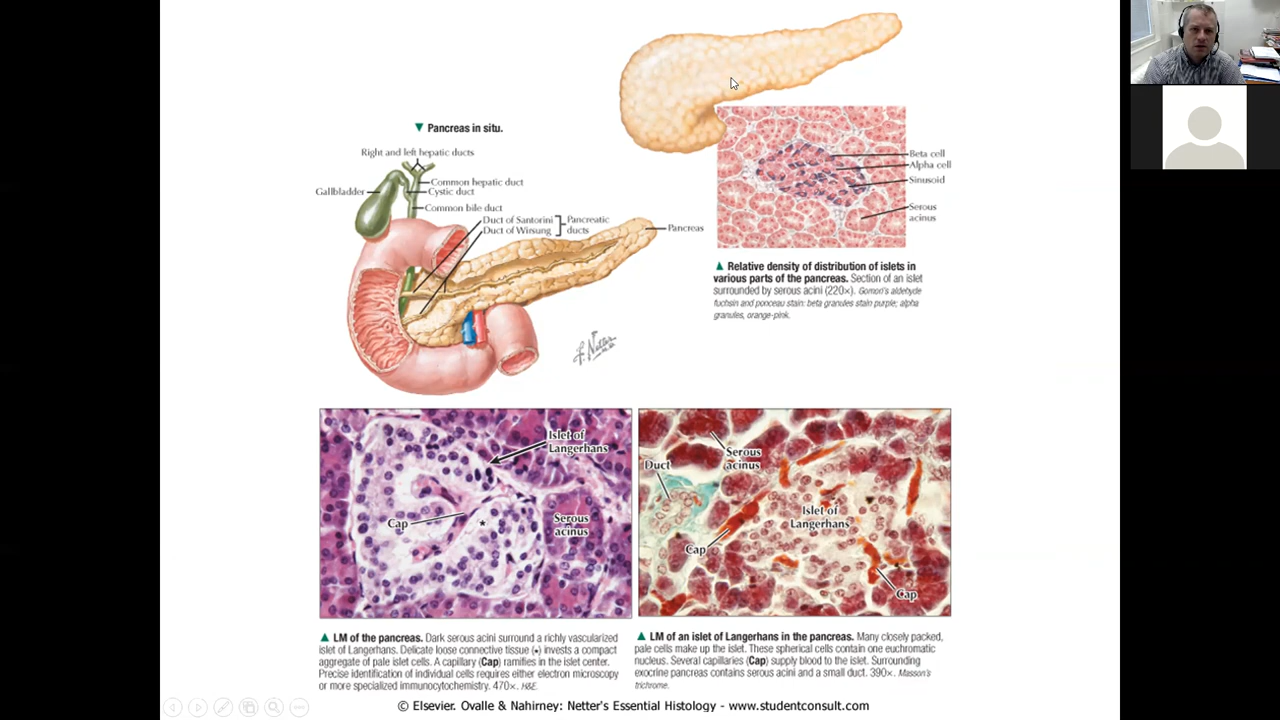 ▼ Pancreas in situ.
Right and left hepatic ducts
Common hepatic duct
Gallbladder
Cystic duct
Common bile duct
Duct of Santorini
Duct of Wirsung
Pancreatic
ducts
Pancreas
F. Netter
Beta cell
Alpha cell
Sinusoid
Serous
acinus
▲ Relative density of distribution of islets in
various parts of the pancreas. Section of an islet
surrounded by serous acini (220×). Gomori's aldehyde
fuchsin and ponceau stain: beta granules stain purple; alpha
granules, orange-pink.
Islet of
Langerhans
Cap
*
Serous
acinus
Serous
acinus
Duct
Islet of
Langerhans
Cap
Cap
▲ LM of the pancreas. Dark serous acini surround a richly vascularized
islet of Langerhans. Delicate loose connective tissue (*) invests a compact
aggregate of pale islet cells. A capillary (Cap) ramifies in the islet center.
Precise identification of individual cells requires either electron microscopy
or more specialized immunocytochemistry. 470×. H&E.
▲ LM of an islet of Langerhans in the pancreas. Many closely packed,
pale cells make up the islet. These spherical cells contain one euchromatic
nucleus. Several capillaries (Cap) supply blood to the islet. Surrounding
exocrine pancreas contains serous acini and a small duct. 390×. Masson's
trichrome.
© Elsevier. Ovalle & Nahirney: Netter's Essential Histology - www.studentconsult.com